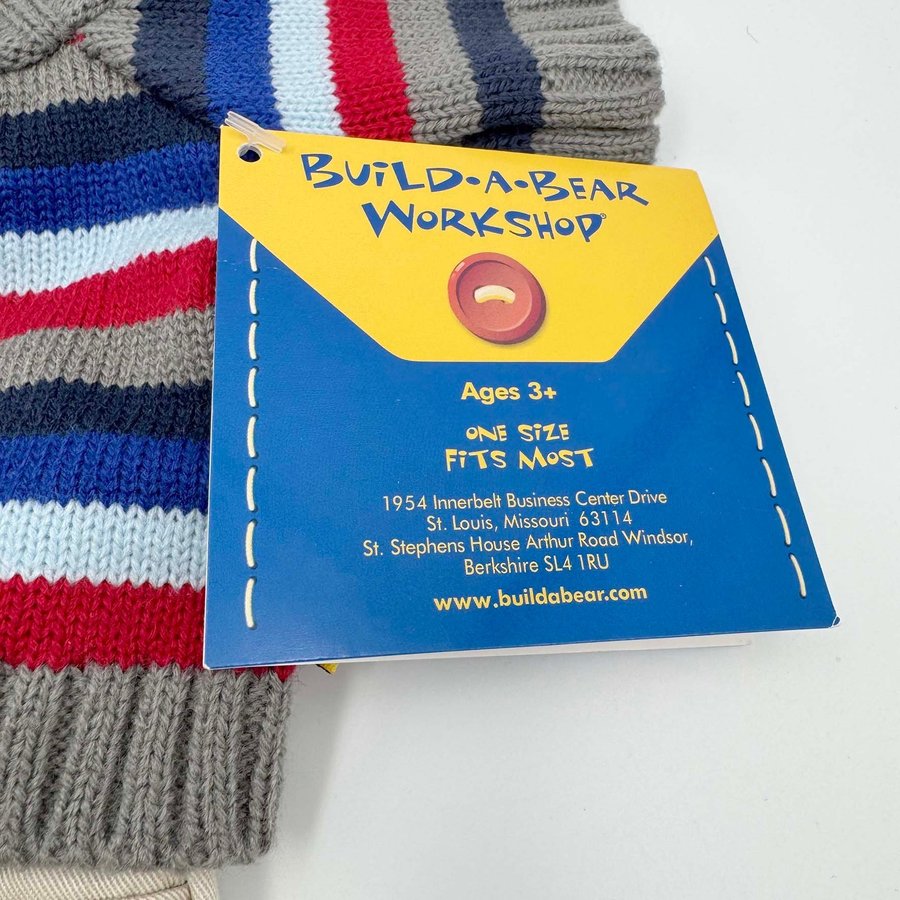 BUiLD•A•BEAR
WORKSHOP®
Ages 3+
ONE SiZE
FiTS MOST
1954 Innerbelt Business Center Drive
St. Louis, Missouri 63114
St. Stephens House Arthur Road Windsor,
Berkshire SL4 1RU
www.buildabear.com